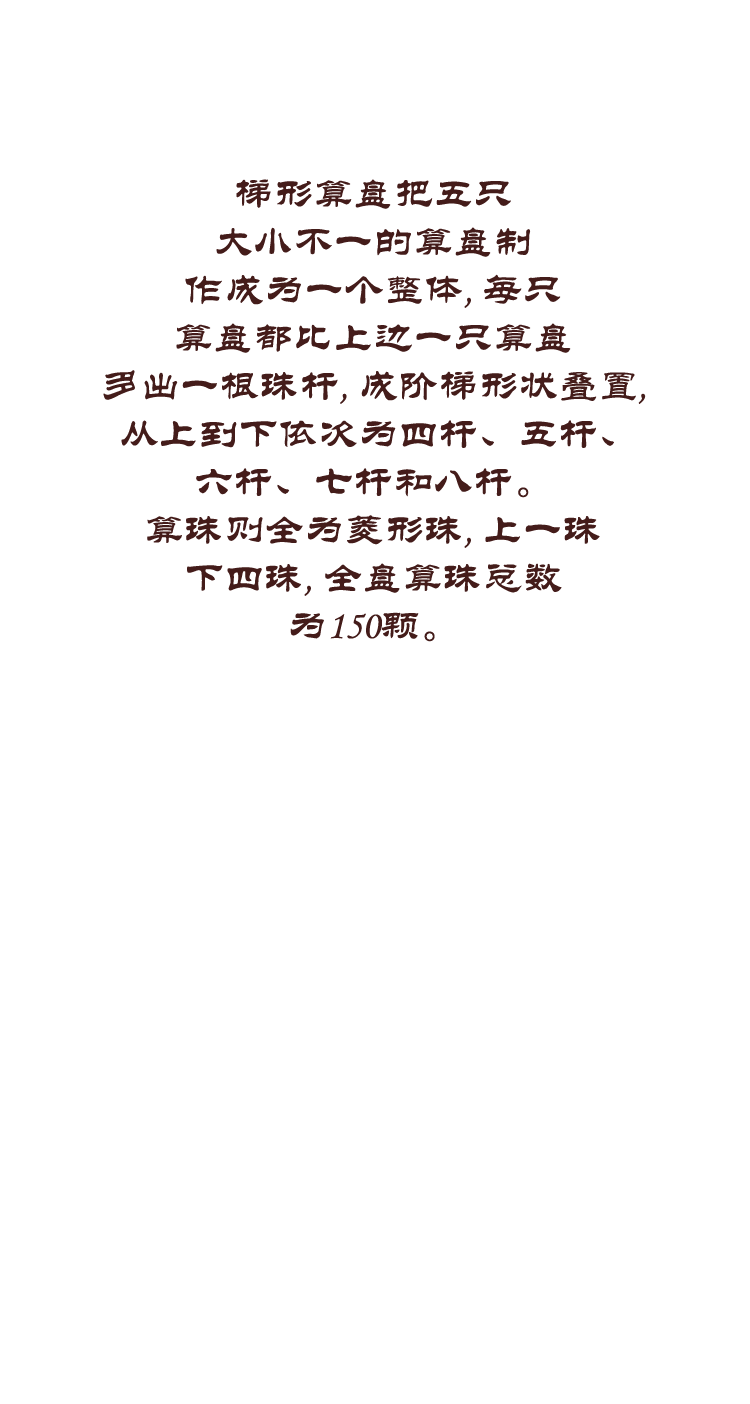 梯形算盘把五只
大小不一的算盘制
作成为一个整体,每只
算盘都比上边一只算盘
多出一根珠杆,成阶梯形状叠置,
从上到下依次为四杆、五杆、
六杆、七杆和八杆。
算珠则全为菱形珠,上一珠
下四珠,全盘算珠总数
为150颗。